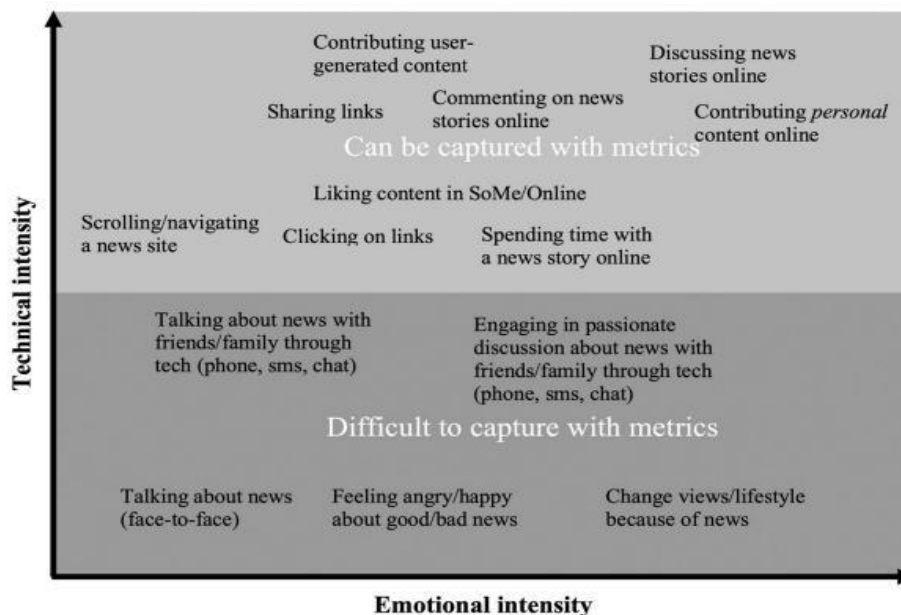 Contributing user-
generated content
Discussing news
stories online
Sharing links
Commenting on news
stories online
Contributing personal
content online
Can be captured with metrics
Liking content in SoMe/Online
Scrolling/navigating
a news site
Clicking on links
Spending time with
a news story online
Technical intensity
Talking about news with
friends/family through
tech (phone, sms, chat)
Engaging in passionate
discussion about news with
friends/family through tech
(phone, sms, chat)
Difficult to capture with metrics
Talking about news
(face-to-face)
Feeling angry/happy
about good/bad news
Change views/lifestyle
because of news
Emotional intensity